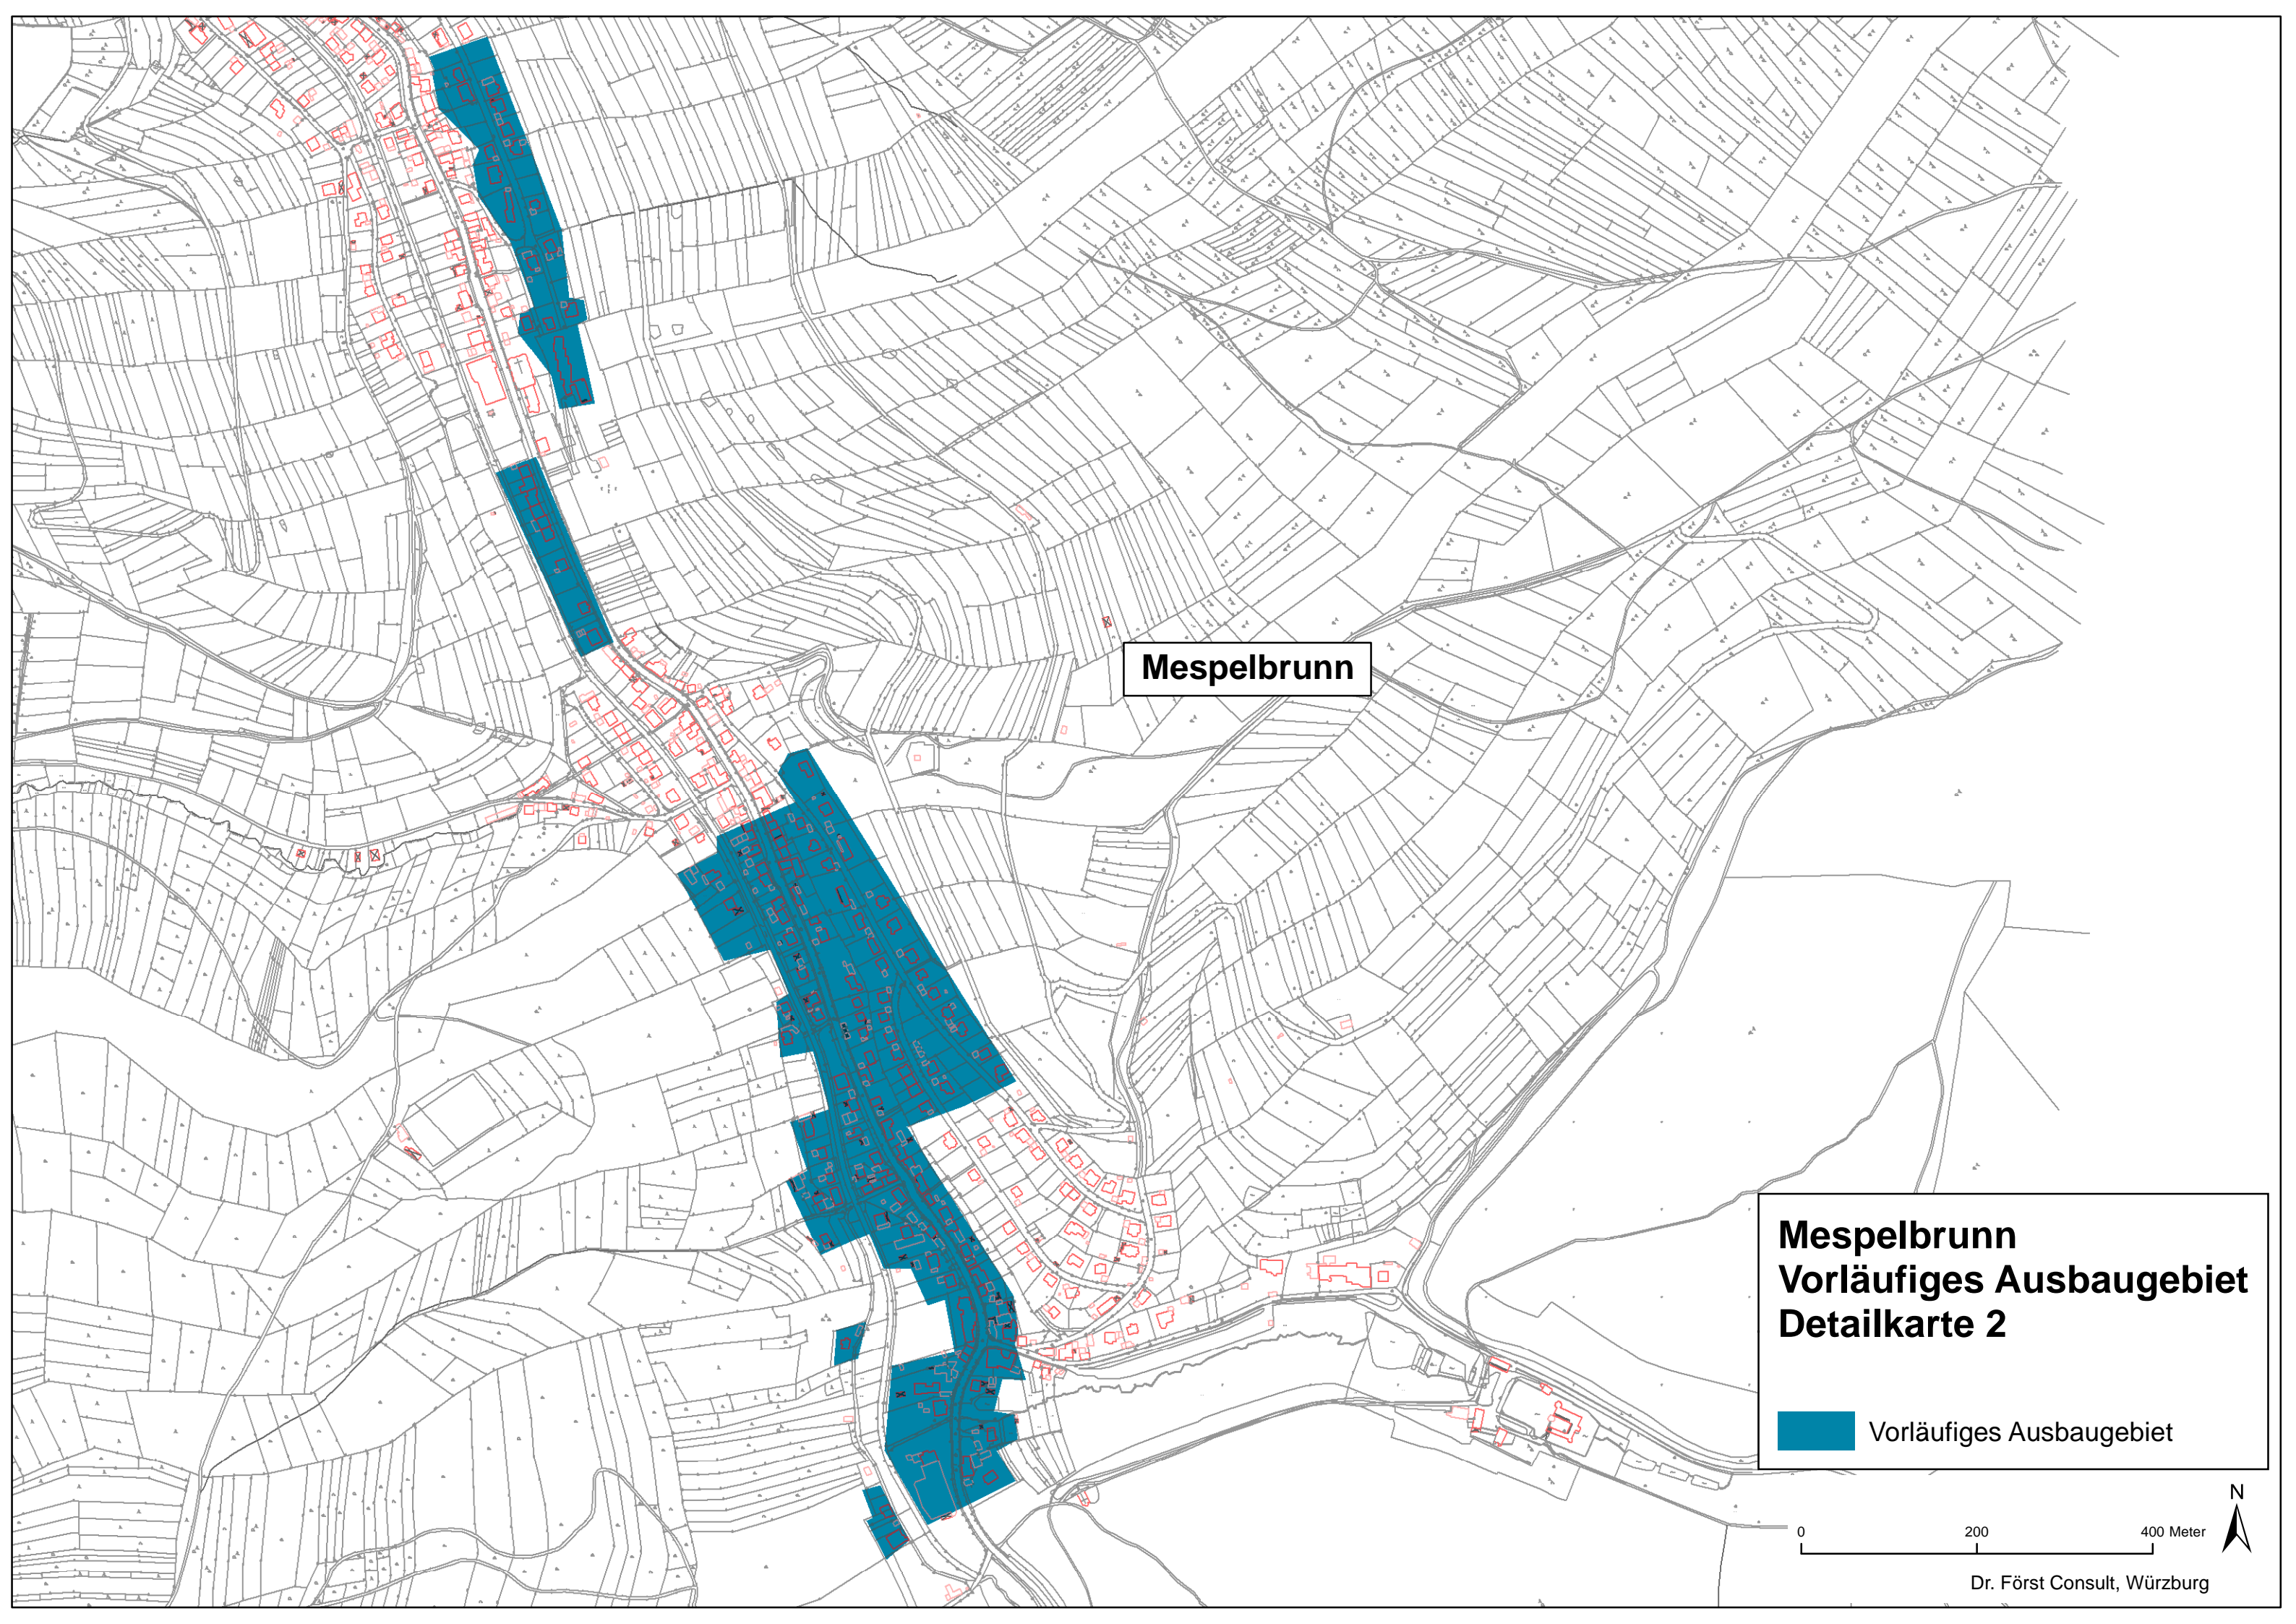 Mespelbrunn
Mespelbrunn
Vorläufiges Ausbaugebiet
Detailkarte 2
Vorläufiges Ausbaugebiet
N
0 200 400 Meter
Dr. Först Consult, Würzburg